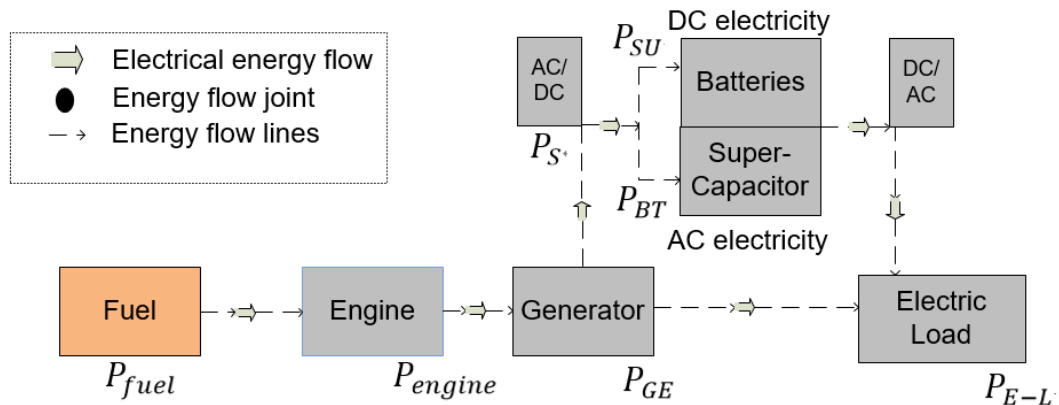 Electrical energy flow
Energy flow joint
Energy flow lines
AC/
DC
P_S+
P_SU
P_BT
DC electricity
Batteries
Super-
Capacitor
AC electricity
DC/
AC
Fuel
P_fuel
Engine
P_engine
Generator
P_GE
Electric
Load
P_E-L